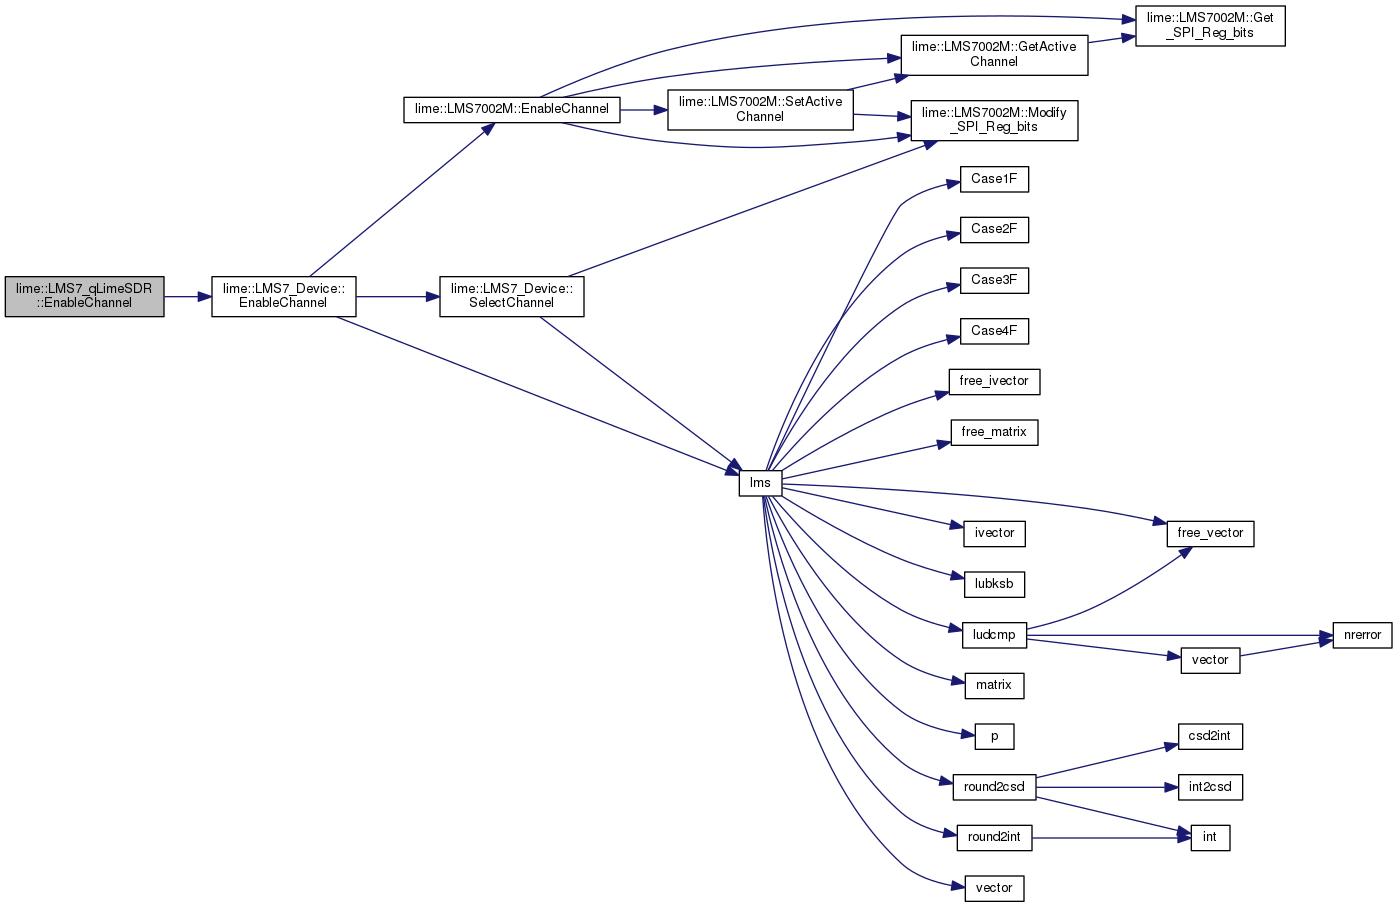 lime::LMS7_qLimeSDR
::EnableChannel
lime::LMS7_Device::
EnableChannel
lime::LMS7002M::EnableChannel
lime::LMS7_Device::
SelectChannel
lime::LMS7002M::SetActive
Channel
lime::LMS7002M::GetActive
Channel
lime::LMS7002M::Get
_SPI_Reg_bits
lime::LMS7002M::Modify
_SPI_Reg_bits
lms
Case1F
Case2F
Case3F
Case4F
free_ivector
free_matrix
free_vector
ivector
lubksb
ludcmp
nrerror
vector
matrix
p
csd2int
round2csd
int2csd
round2int
int
vector